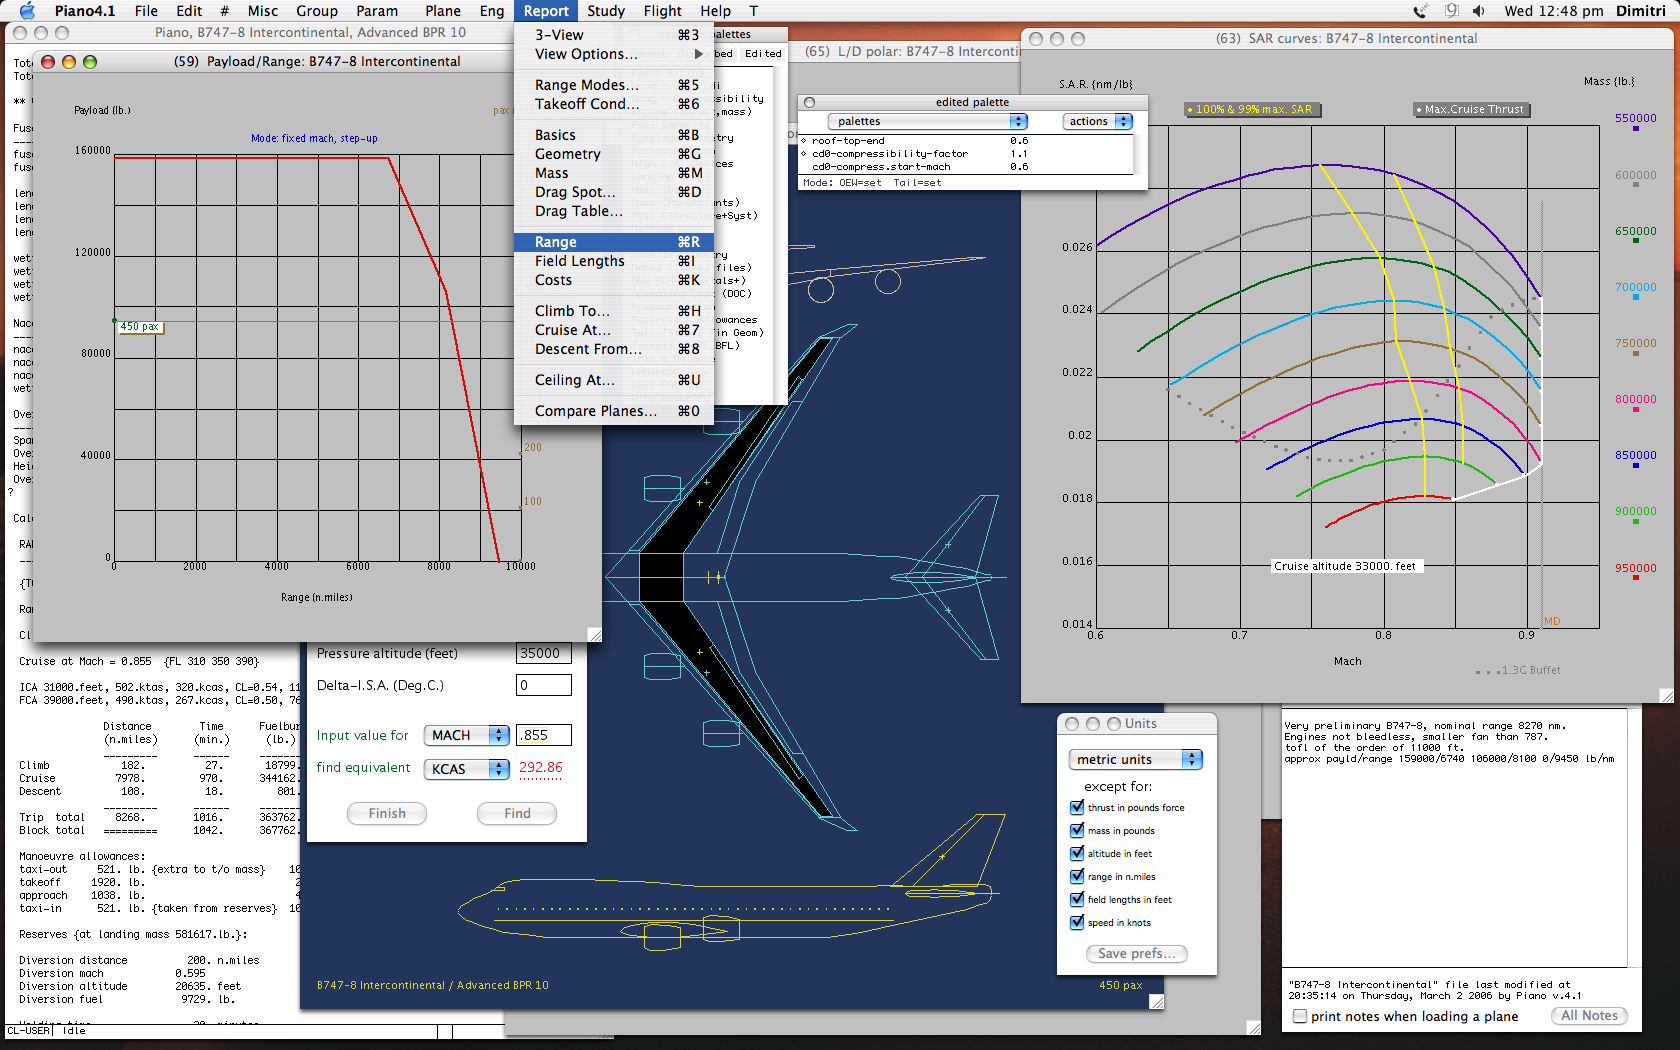 Piano4.1 File Edit # Misc Group Param Plane Eng Report Study Flight Help T
Wed 12:48 pm Dimitri
Piano, B747-8 Intercontinental, Advanced BPR 10
(59) Payload/Range: B747-8 Intercontinental
Payload (lb.)
pax
Mode: fixed mach, step-up
160000
120000
450 pax
80000
40000
0
200
100
0 2000 4000 6000 8000 10000
Range (n.miles)
3-View ⌘3
View Options... ▶
Range Modes... ⌘5
Takeoff Cond... ⌘6
Basics ⌘B
Geometry ⌘G
Mass ⌘M
Drag Spot... ⌘D
Drag Table...
Range ⌘R
Field Lengths ⌘I
Costs ⌘K
Climb To... ⌘H
Cruise At... ⌘7
Descent From... ⌘8
Ceiling At... ⌘U
Compare Planes... ⌘0
palettes
Edited
(65) L/D polar: B747-8 Interconti
edited palette
palettes
actions
roof-top-end 0.6
cd0-compressibility-factor 1.1
cd0-compress.start-mach 0.6
Mode: OEW=set Tail=set
(63) SAR curves: B747-8 Intercontinental
S.A.R. {nm/lb}
Mass {lb.}
• 100% & 99% max. SAR
• Max.Cruise Thrust
0.026
0.024
0.022
0.02
0.018
0.016
0.014
0.6 0.7 0.8 0.9
MD
Mach
1.3G Buffet
Cruise altitude 33000. feet
550000
600000
650000
700000
750000
800000
850000
900000
950000
Cruise at Mach = 0.855 {FL 310 350 390}
ICA 31000.feet, 502.ktas, 320.kcas, CL=0.54, 11
FCA 39000.feet, 490.ktas, 267.kcas, CL=0.50, 76
Distance Time Fuelbur
(n.miles) (min.) (lb.)
Climb 182. 27. 18799.
Cruise 7978. 970. 344162.
Descent 108. 18. 801.
Trip total 8268. 1016. 363762.
Block total ========= 1042. 367762.
Manoeuvre allowances:
taxi-out 521. lb. {extra to t/o mass} 10
takeoff 1920. lb. 2
approach 1038. lb. 4
taxi-in 521. lb. {taken from reserves} 10
Reserves {at landing mass 581617.lb.}:
Diversion distance 200. n.miles
Diversion mach 0.595
Diversion altitude 20635. feet
Diversion fuel 9729. lb.
CL-USER| Idle
Pressure altitude (feet) 35000
Delta-I.S.A. (Deg.C.) 0
Input value for MACH .855
find equivalent KCAS 292.86
Finish Find
B747-8 Intercontinental / Advanced BPR 10
450 pax
Units
metric units
except for:
thrust in pounds force
mass in pounds
altitude in feet
range in n.miles
field lengths in feet
speed in knots
Save prefs...
Very preliminary B747-8, nominal range 8270 nm.
Engines not bleedless, smaller fan than 787.
tofl of the order of 11000 ft.
approx payld/range 159000/6740 106000/8100 0/9450 lb/nm
"B747-8 Intercontinental" file last modified at
20:35:14 on Thursday, March 2 2006 by Piano v.4.1
print notes when loading a plane
All Notes